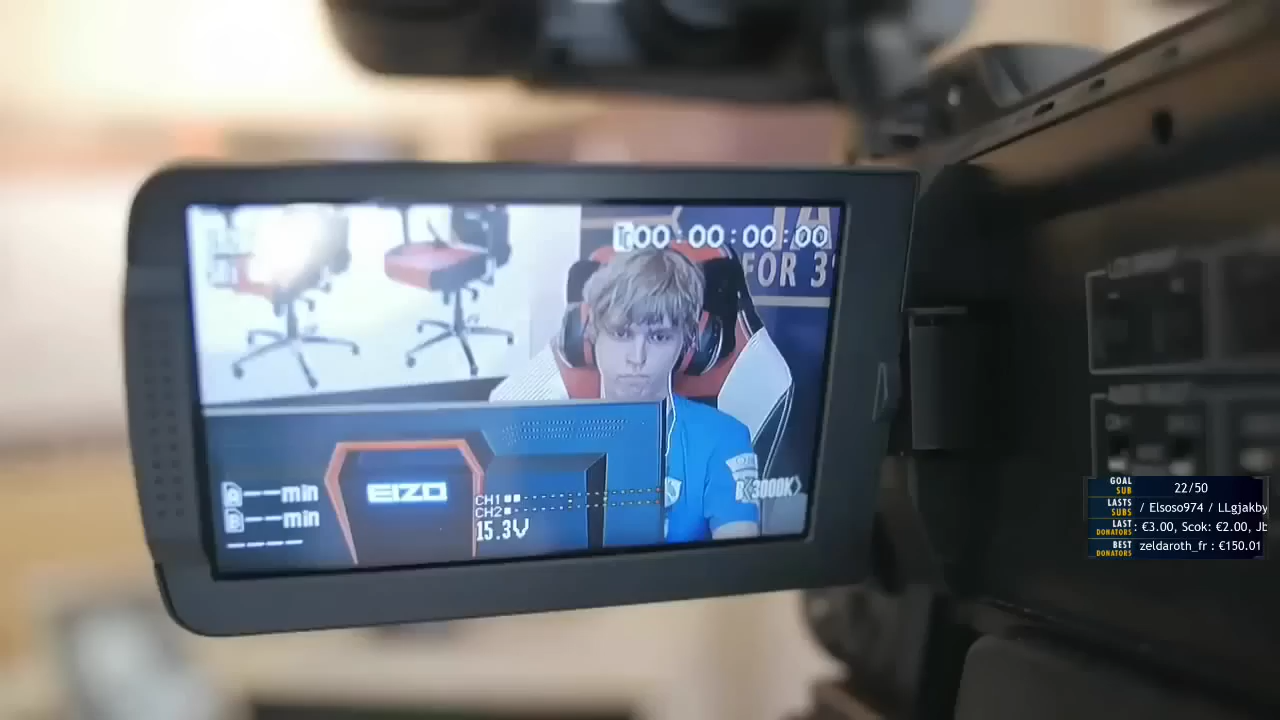 00:00:00:00
FOR 3
EIZO
A--min
B--min
CH1
CH2
15.3V
B<3000K>
GOAL SUB 22/50
LASTS SUBS / Elsoso974 / LLgjakby
LAST DONATORS : €3.00, Scok: €2.00, Jb
BEST DONATORS zeldaroth_fr : €150.01